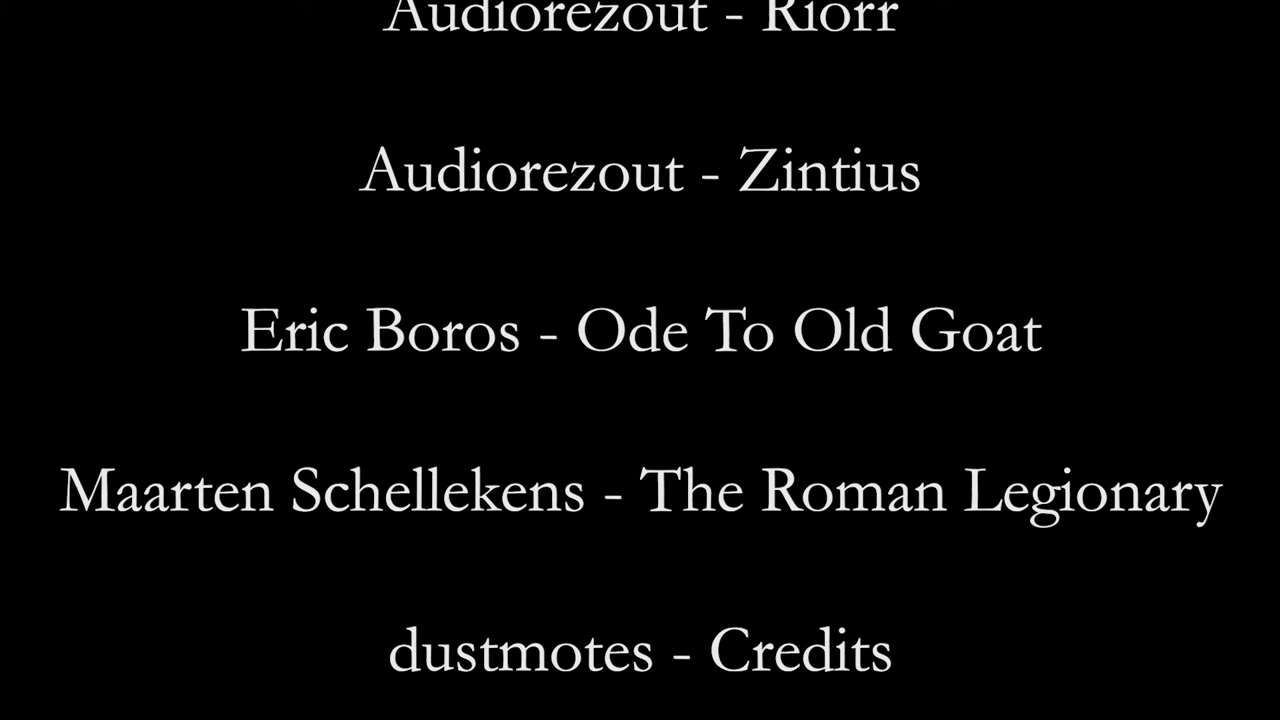 Audiorezout - Riorr
Audiorezout - Zintius
Eric Boros - Ode To Old Goat
Maarten Schellekens - The Roman Legionary
dustmotes - Credits